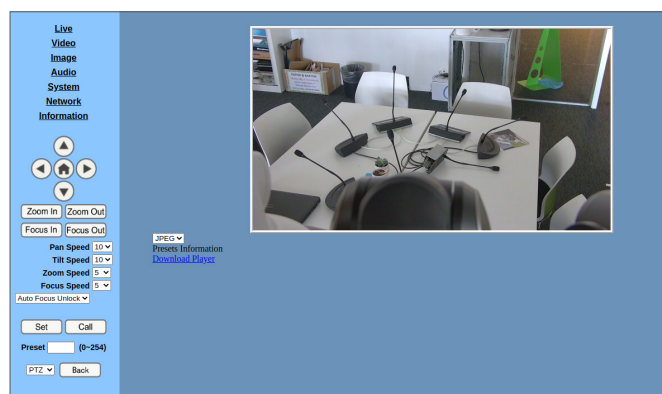 Live
Video
Image
Audio
System
Network
Information
Zoom In Zoom Out
Focus In Focus Out
Pan Speed 10
Tilt Speed 10
Zoom Speed 5
Focus Speed 5
Auto Focus Unlock
Set Call
Preset (0~254)
PTZ Back
JPEG
Presets Information
Download Player